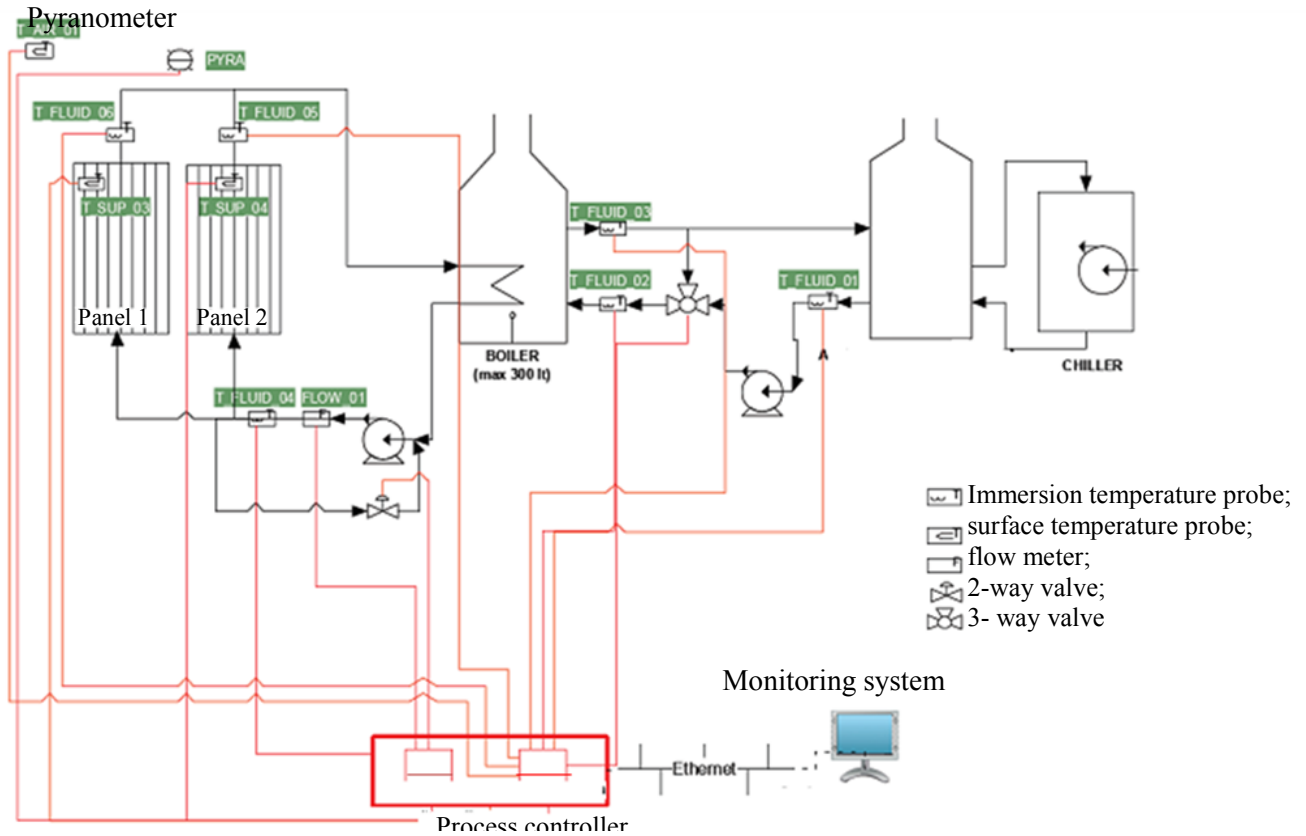 Pyranometer
T_AIR_01
PYRA
T_FLUID_06
T_FLUID_05
T_SUP_03
T_SUP_04
T_FLUID_03
T_FLUID_02
T_FLUID_01
Panel 1
Panel 2
BOILER
(max 300 lt)
A
CHILLER
T_FLUID_04
FLOW_01
Immersion temperature probe;
surface temperature probe;
flow meter;
2-way valve;
3- way valve
Monitoring system
Ethernet
Process controller